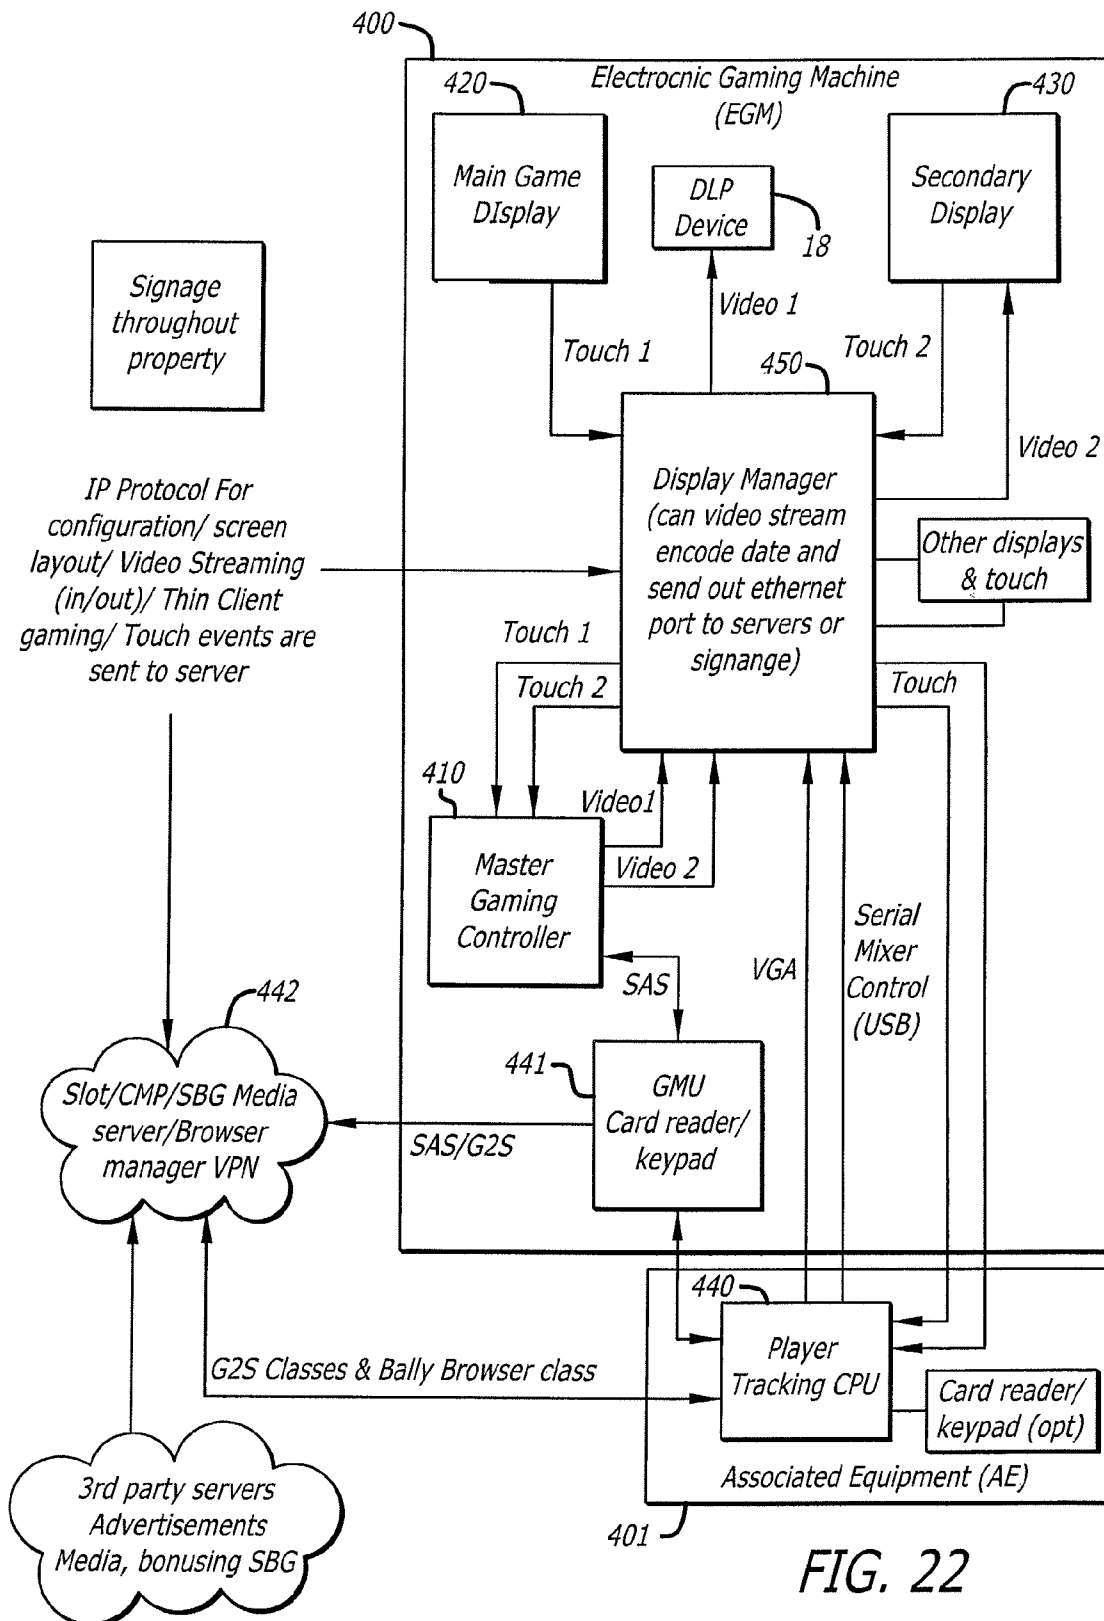 400
Electrocnic Gaming Machine
(EGM)
420
430
Main Game
DIsplay
DLP
Device
18
Secondary
Display
Signage
throughout
property
Video 1
Touch 1
450
Touch 2
Video 2
IP Protocol For
configuration/ screen
layout/ Video Streaming
(in/out)/ Thin Client
gaming/ Touch events are
sent to server
Display Manager
(can video stream
encode date and
send out ethernet
port to servers or
signange)
Other displays
& touch
Touch 1
Touch 2
Touch
410
Video1
Video 2
Master
Gaming
Controller
SAS
VGA
Serial
Mixer
Control
(USB)
442
Slot/CMP/SBG Media
server/Browser
manager VPN
441
GMU
Card reader/
keypad
SAS/G2S
440
Player
Tracking CPU
G2S Classes & Bally Browser class
Card reader/
keypad (opt)
Associated Equipment (AE)
401
3rd party servers
Advertisements
Media, bonusing SBG
FIG. 22